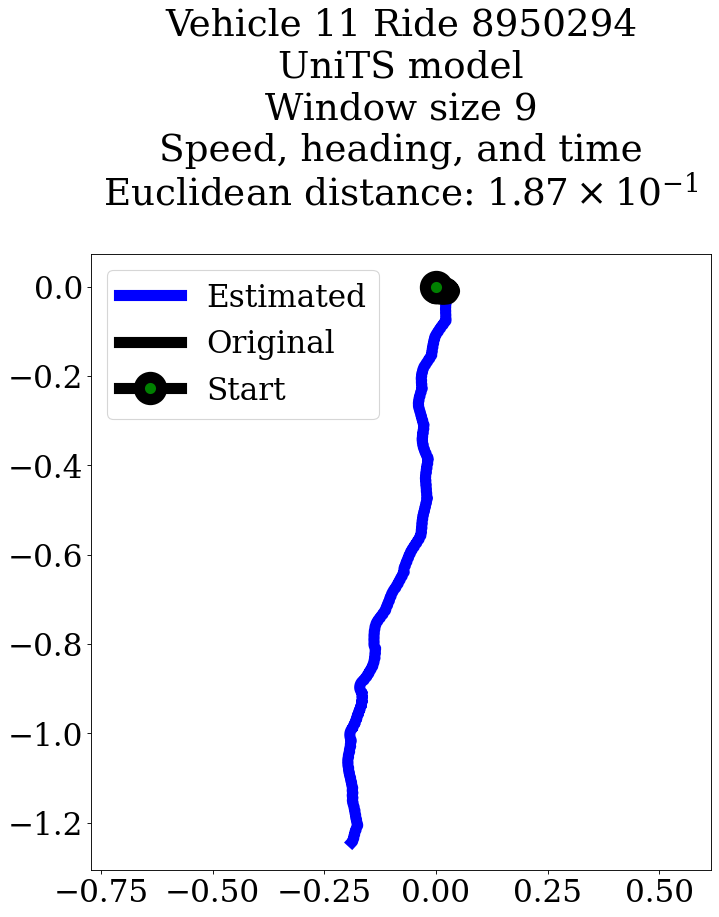 Vehicle 11 Ride 8950294
UniTS model
Window size 9
Speed, heading, and time
Euclidean distance: 1.87 × 10⁻¹
Estimated
Original
Start
0.0
−0.2
−0.4
−0.6
−0.8
−1.0
−1.2
−0.75 −0.50 −0.25 0.00 0.25 0.50